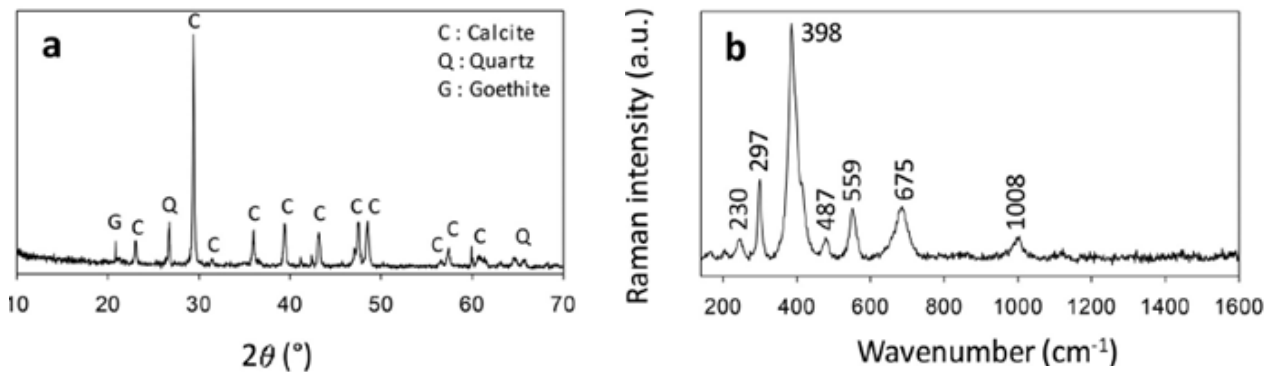 a
C : Calcite
Q : Quartz
G : Goethite
C
G
C
Q
C
C
C
C
C
C
C
C
C
Q
10
20
30
40
50
60
70
2θ (°)
b
Raman intensity (a.u.)
230
297
398
487
559
675
1008
200
400
600
800
1000
1200
1400
1600
Wavenumber (cm⁻¹)